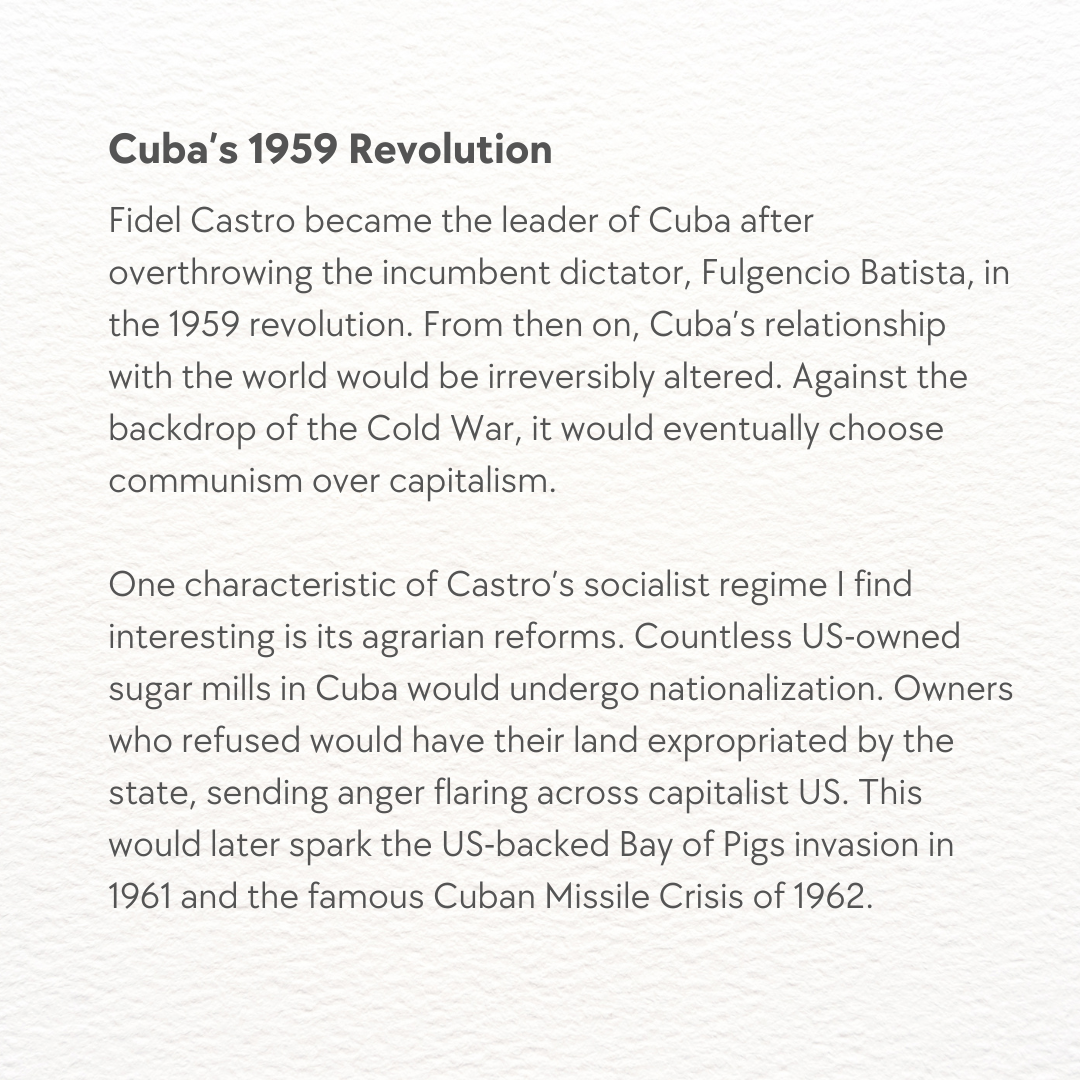 Cuba's 1959 Revolution
Fidel Castro became the leader of Cuba after
overthrowing the incumbent dictator, Fulgencio Batista, in
the 1959 revolution. From then on, Cuba's relationship
with the world would be irreversibly altered. Against the
backdrop of the Cold War, it would eventually choose
communism over capitalism.
One characteristic of Castro's socialist regime I find
interesting is its agrarian reforms. Countless US-owned
sugar mills in Cuba would undergo nationalization. Owners
who refused would have their land expropriated by the
state, sending anger flaring across capitalist US. This
would later spark the US-backed Bay of Pigs invasion in
1961 and the famous Cuban Missile Crisis of 1962.